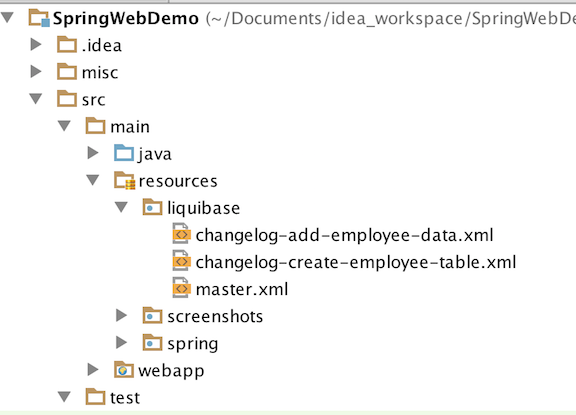 SpringWebDemo (~/Documents/idea_workspace/SpringWebDe
.idea
misc
src
main
java
resources
liquibase
changelog-add-employee-data.xml
changelog-create-employee-table.xml
master.xml
screenshots
spring
webapp
test